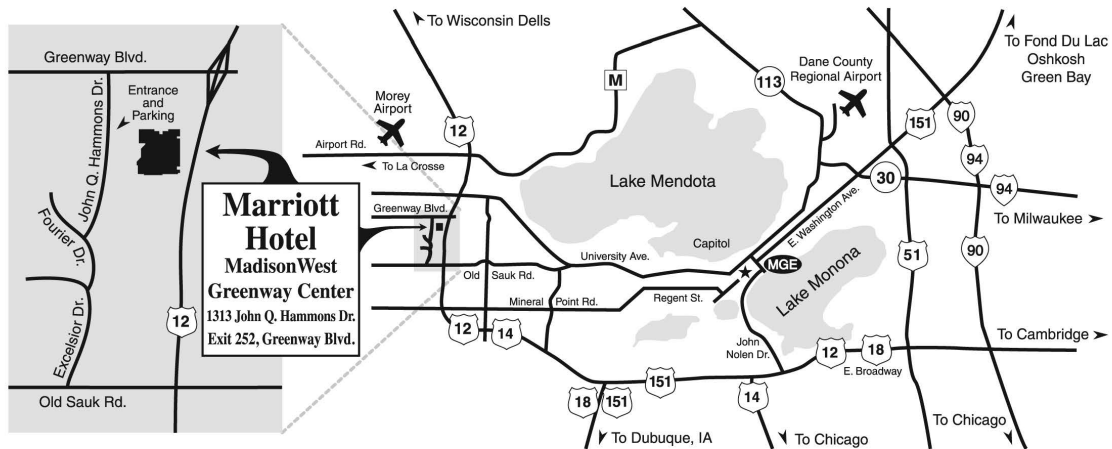 Greenway Blvd.
Entrance
and
Parking
John Q. Hammons Dr.
Fourier Dr.
Excelsior Dr.
12
Old Sauk Rd.
Marriott
Hotel
MadisonWest
Greenway Center
1313 John Q. Hammons Dr.
Exit 252, Greenway Blvd.
To Wisconsin Dells
Morey
Airport
12
Airport Rd.
To La Crosse
Greenway Blvd.
M
113
Dane County
Regional Airport
To Fond Du Lac
Oshkosh
Green Bay
151
90
94
30
94
To Milwaukee
Lake Mendota
E. Washington Ave.
Capitol
MGE
Lake Monona
51
90
University Ave.
Old Sauk Rd.
Mineral Point Rd.
Regent St.
12
14
John
Nolen Dr.
12
18
E. Broadway
To Cambridge
18
151
151
14
To Dubuque, IA
To Chicago
To Chicago
To Chicago